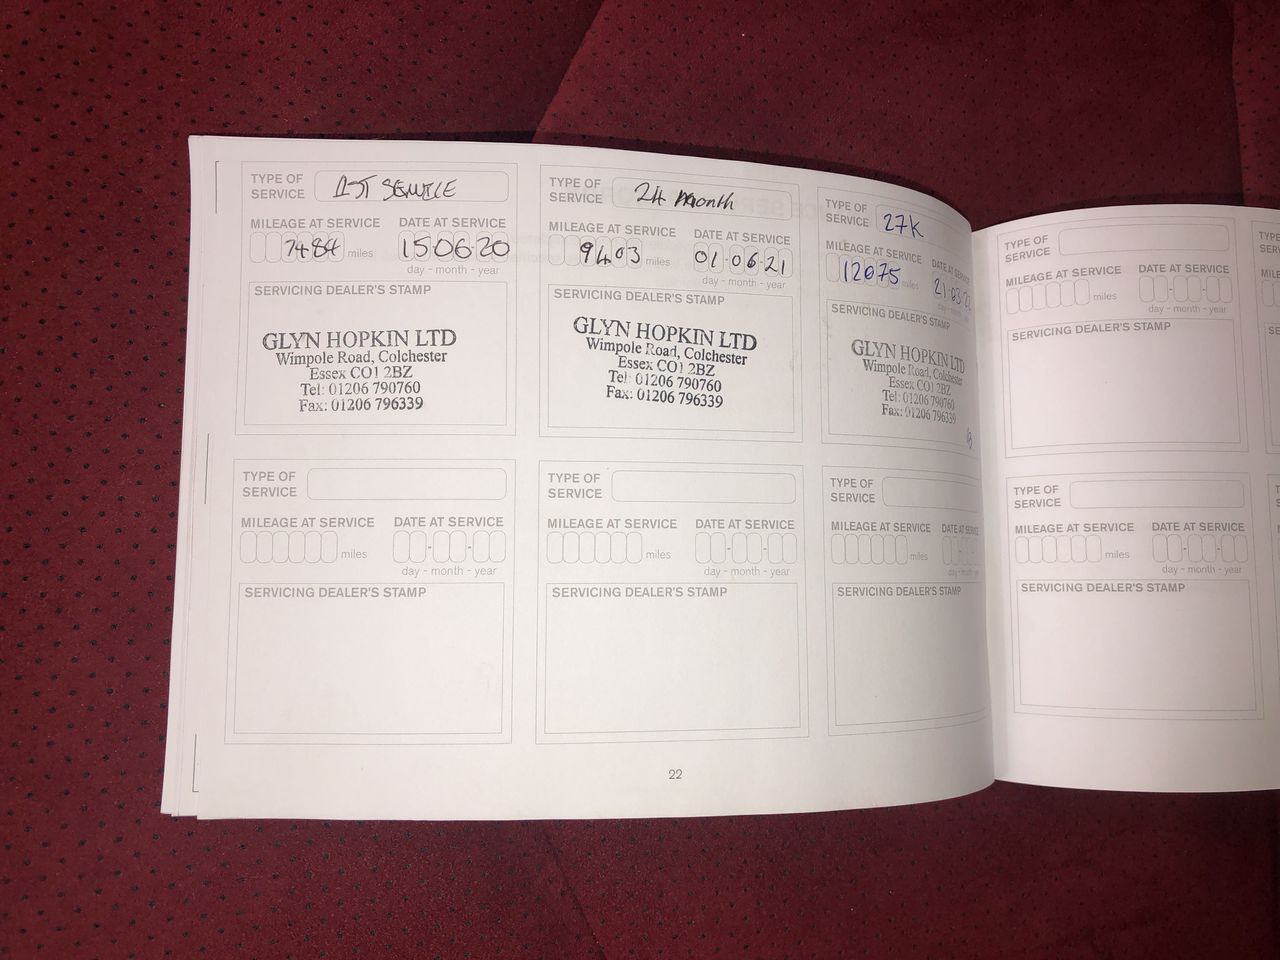 TYPE OF SERVICE 1ST SERVICE
MILEAGE AT SERVICE DATE AT SERVICE
7484 miles 15 06 20
day - month - year
SERVICING DEALER'S STAMP
GLYN HOPKIN LTD
Wimpole Road, Colchester
Essex CO1 2BZ
Tel: 01206 790760
Fax: 01206 796339
TYPE OF SERVICE 24 Month
MILEAGE AT SERVICE DATE AT SERVICE
9403 miles 01-06-21
day - month - year
SERVICING DEALER'S STAMP
GLYN HOPKIN LTD
Wimpole Road, Colchester
Essex CO1 2BZ
Tel: 01206 790760
Fax: 01206 796339
TYPE OF SERVICE 27K
MILEAGE AT SERVICE DATE AT SERVICE
12075 miles 21-03
day - mon
SERVICING DEALER'S STAMP
GLYN HOPKIN LTD
Wimpole Road, Colchester
Essex CO1 2BZ
Tel: 01206 790760
Fax: 01206 796339
TYPE OF SERVICE
MILEAGE AT SERVICE DATE AT SERVICE
miles
day - month - year
SERVICING DEALER'S STAMP
TYPE OF SERVICE
MILEAGE AT SERVICE DATE AT SERVICE
miles
day - month - year
SERVICING DEALER'S STAMP
TYPE OF SERVICE
MILEAGE AT SERVICE DATE AT SERVICE
miles
day - month - year
SERVICING DEALER'S STAMP
22
TYPE OF SERVICE
MILEAGE AT SERVICE DATE AT SERVICE
miles
day - month - year
SERVICING DEALER'S STAMP
TYPE OF SERVICE
MILEAGE AT SERVICE DATE AT SERVICE
miles
day - month - year
SERVICING DEALER'S STAMP